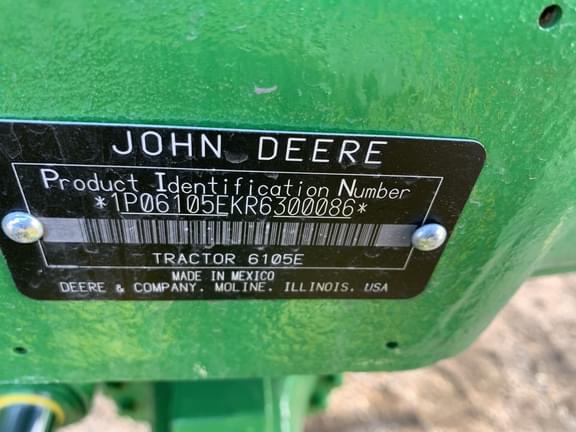 JOHN DEERE
Product Identification Number
*1P06105EKR6300086*
TRACTOR 6105E
MADE IN MEXICO
DEERE & COMPANY, MOLINE, ILLINOIS, USA